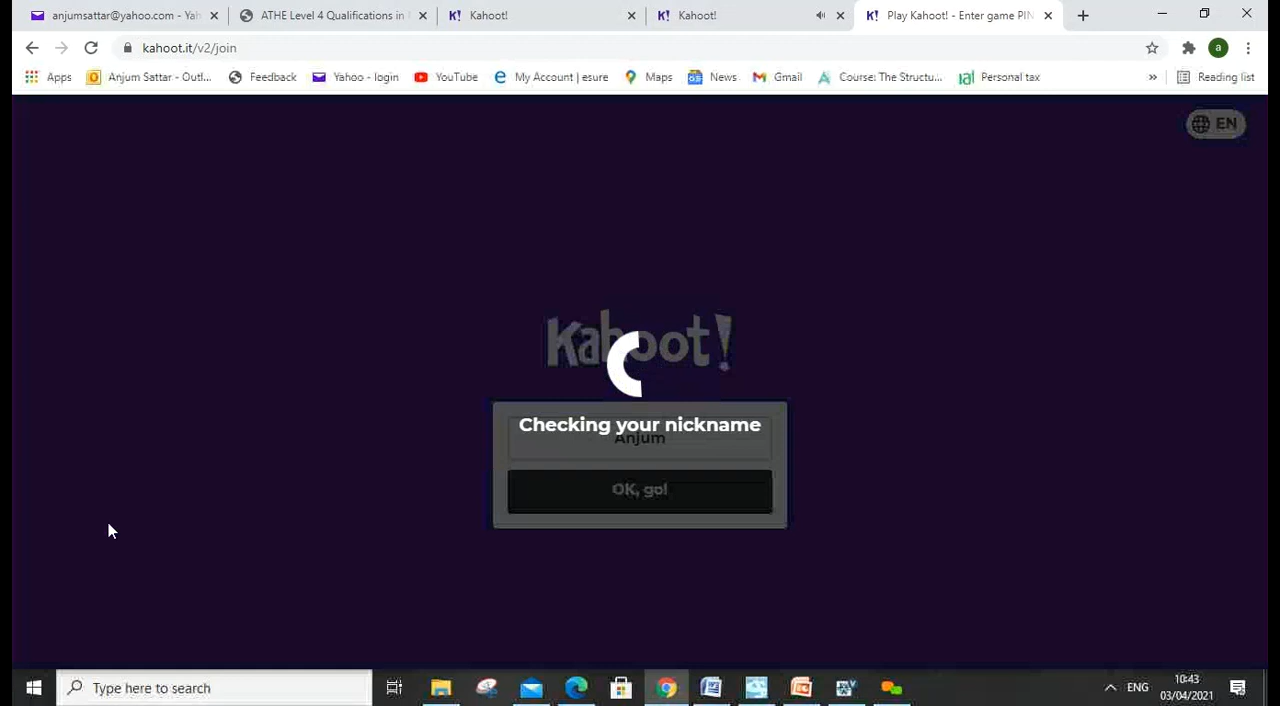 anjumsattar@yahoo.com - Yah
ATHE Level 4 Qualifications in
K! Kahoot!
K! Kahoot!
K! Play Kahoot! - Enter game PIN
kahoot.it/v2/join
a
Apps
Anjum Sattar - Outl...
Feedback
Yahoo - login
YouTube
My Account | esure
Maps
News
Gmail
Course: The Structu...
Personal tax
»
Reading list
EN
Kahoot!
Checking your nickname
Anjum
OK, go!
Type here to search
ENG
10:43
03/04/2021